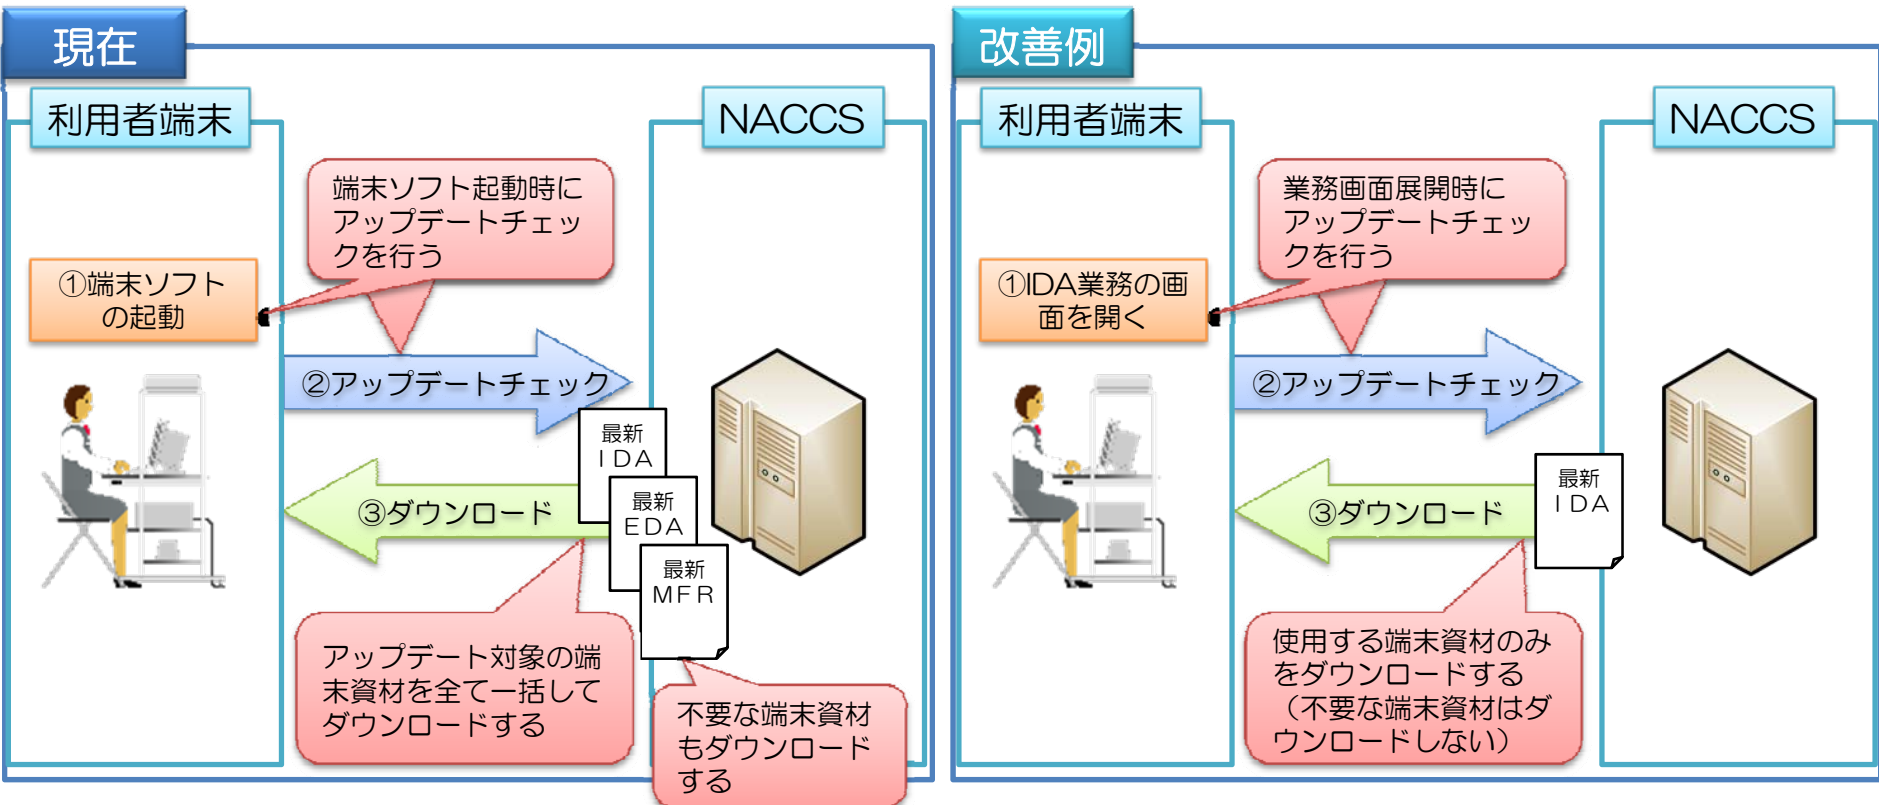 現在
利用者端末
NACCS
端末ソフト起動時に
アップデートチェッ
クを行う
①端末ソフト
の起動
②アップデートチェック
最新
ＩＤＡ
最新
ＥＤＡ
最新
ＭＦＲ
③ダウンロード
アップデート対象の端
末資材を全て一括して
ダウンロードする
不要な端末資材
もダウンロード
する
改善例
利用者端末
NACCS
業務画面展開時に
アップデートチェッ
クを行う
①IDA業務の画
面を開く
②アップデートチェック
最新
ＩＤＡ
③ダウンロード
使用する端末資材のみ
をダウンロードする
（不要な端末資材はダ
ウンロードしない）